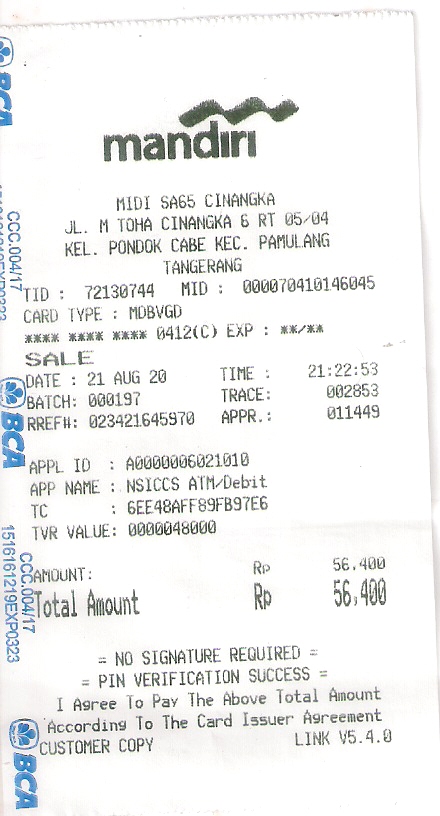 mandiri
MIDI SA65 CINANGKA
JL. M TOHA CINANGKA 6 RT 05/04
KEL. PONDOK CABE KEC. PAMULANG
TANGERANG
TID : 72130744 MID : 000070410146045
CARD TYPE : MDBVGD
**** **** **** 0412(C) EXP : **/**
SALE
DATE : 21 AUG 20 TIME : 21:22:53
BATCH: 000197 TRACE: 002853
RREF#: 023421645970 APPR.: 011449
APPL ID : A0000006021010
APP NAME : NSICCS ATM/Debit
TC : 6EE48AFF89FB97E6
TVR VALUE: 0000048000
AMOUNT: Rp 56,400
Total Amount Rp 56,400
= NO SIGNATURE REQUIRED =
= PIN VERIFICATION SUCCESS =
I Agree To Pay The Above Total Amount
According To The Card Issuer Agreement
CUSTOMER COPY LINK V5.4.0
BCA
CCC.004/17
BCA
CCC.004/17
1516161219EXP0323
BCA